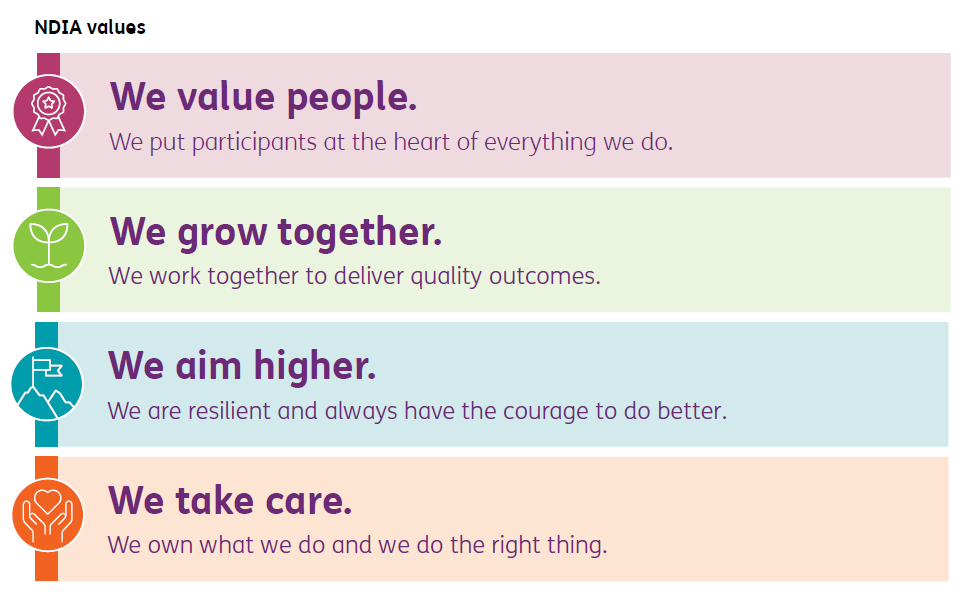 NDIA values
We value people.
We put participants at the heart of everything we do.
We grow together.
We work together to deliver quality outcomes.
We aim higher.
We are resilient and always have the courage to do better.
We take care.
We own what we do and we do the right thing.